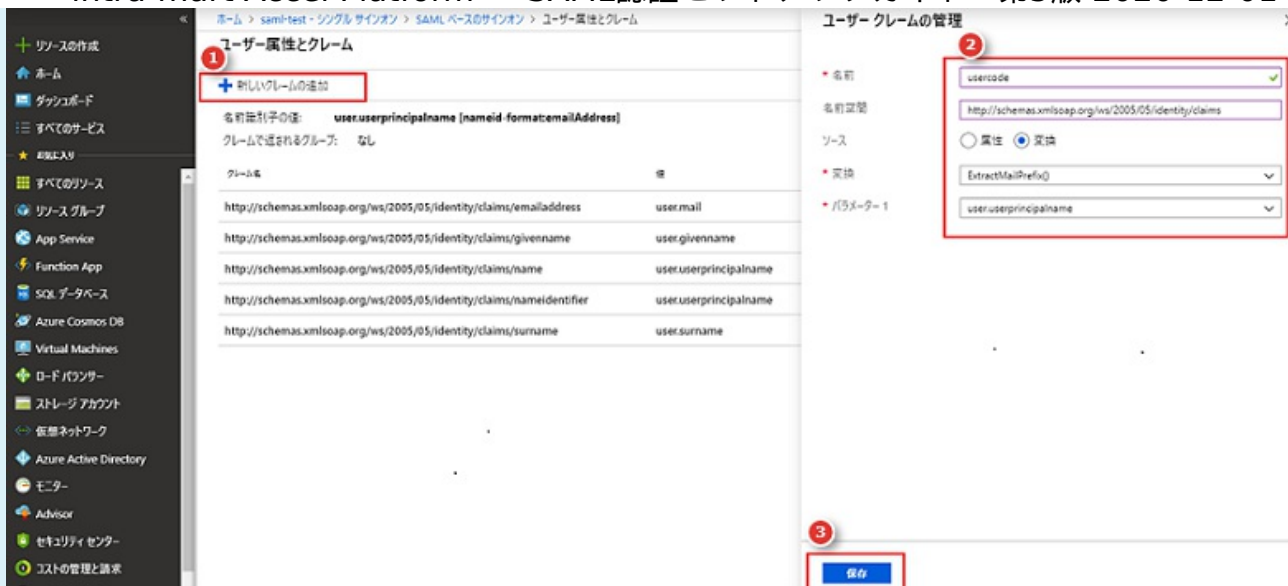 « ホーム > saml-test - シングル サインオン > SAML ベースのサインオン > ユーザー属性とクレーム
ユーザー属性とクレーム
1
新しいクレームの追加
名前識別子の値: user.userprincipalname [nameid-format:emailAddress]
クレームで返されるグループ: なし
クレーム名 値
http://schemas.xmlsoap.org/ws/2005/05/identity/claims/emailaddress user.mail
http://schemas.xmlsoap.org/ws/2005/05/identity/claims/givenname user.givenname
http://schemas.xmlsoap.org/ws/2005/05/identity/claims/name user.userprincipalname
http://schemas.xmlsoap.org/ws/2005/05/identity/claims/nameidentifier user.userprincipalname
http://schemas.xmlsoap.org/ws/2005/05/identity/claims/surname user.surname
リソースの作成
ホーム
ダッシュボード
すべてのサービス
お気に入り
すべてのリソース
リソース グループ
App Service
Function App
SQL データベース
Azure Cosmos DB
Virtual Machines
ロード バランサー
ストレージ アカウント
仮想ネットワーク
Azure Active Directory
モニター
Advisor
セキュリティ センター
コストの管理と請求
ユーザー クレームの管理
2
* 名前 usercode
名前空間 http://schemas.xmlsoap.org/ws/2005/05/identity/claims
ソース 属性 変換
* 変換 ExtractMailPrefix()
* パラメーター 1 user.userprincipalname
3
保存